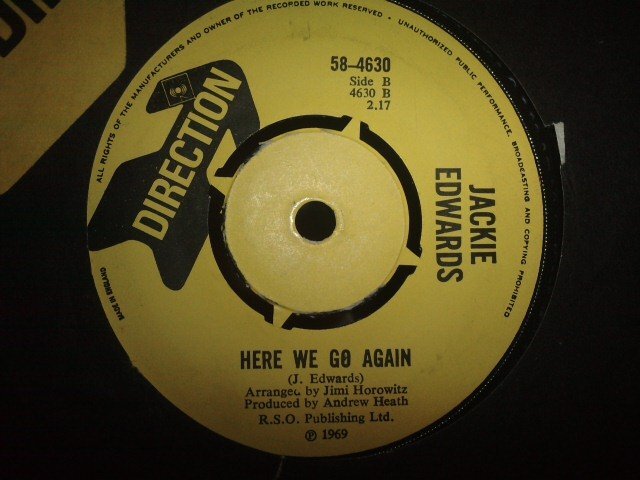 ALL RIGHTS OF THE MANUFACTURERS AND OWNER OF THE RECORDED WORK RESERVED • UNAUTHORIZED PUBLIC PERFORMANCE, BROADCASTING AND COPYING PROHIBITED
58-4630
Side B
4630 B
2.17
DIRECTION
JACKIE
EDWARDS
MADE IN ENGLAND
HERE WE GO AGAIN
(J. Edwards)
Arranged by Jimi Horowitz
Produced by Andrew Heath
R.S.O. Publishing Ltd.
℗ 1969